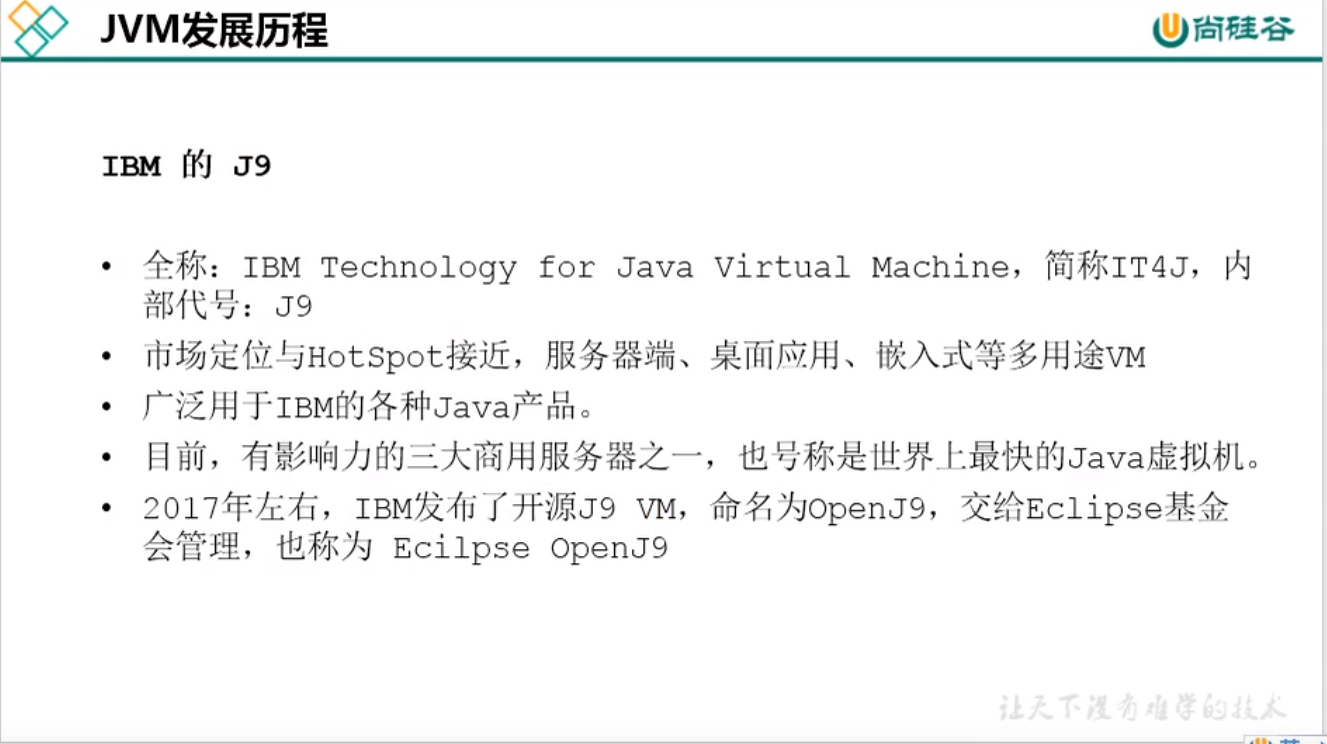 JVM发展历程
尚硅谷
IBM 的 J9
• 全称：IBM Technology for Java Virtual Machine，简称IT4J，内
部代号：J9
• 市场定位与HotSpot接近，服务器端、桌面应用、嵌入式等多用途VM
• 广泛用于IBM的各种Java产品。
• 目前，有影响力的三大商用服务器之一，也号称是世界上最快的Java虚拟机。
• 2017年左右，IBM发布了开源J9 VM，命名为OpenJ9，交给Eclipse基金
会管理，也称为 Ecilpse OpenJ9
让天下没有难学的技术